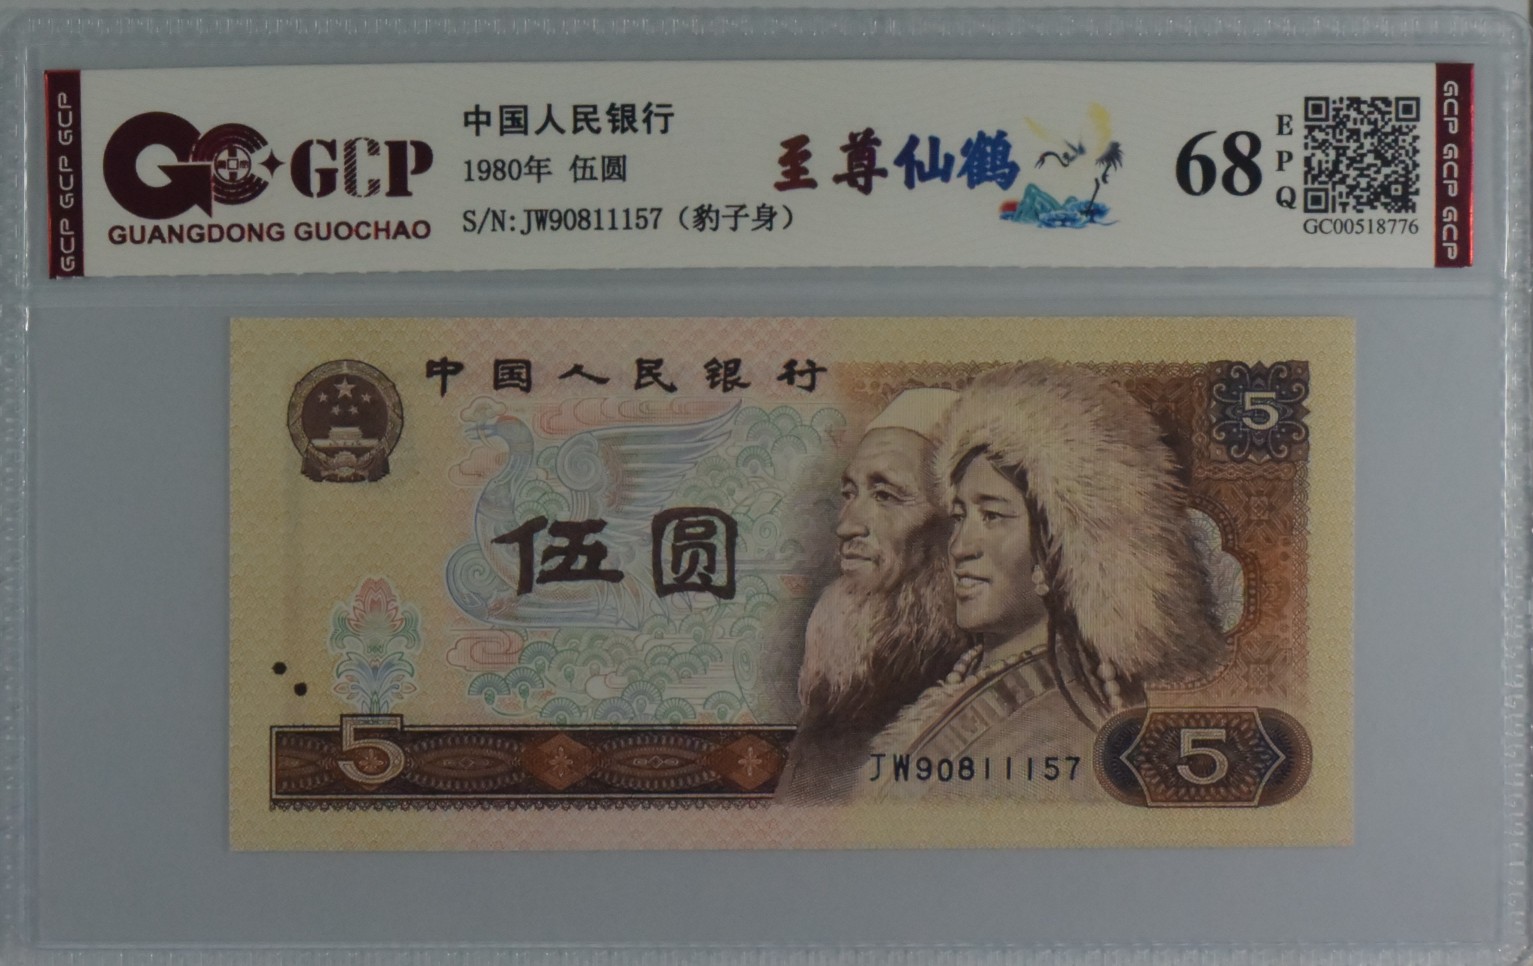 GCP GCP GCP
GCP
GUANGDONG GUOCHAO
中国人民银行
1980年 伍圆
S/N:JW90811157（豹子身）
至尊仙鹤
68
EPQ
GC00518776
GCP GCP GCP
中国人民银行
5
伍圆
5
JW90811157
5